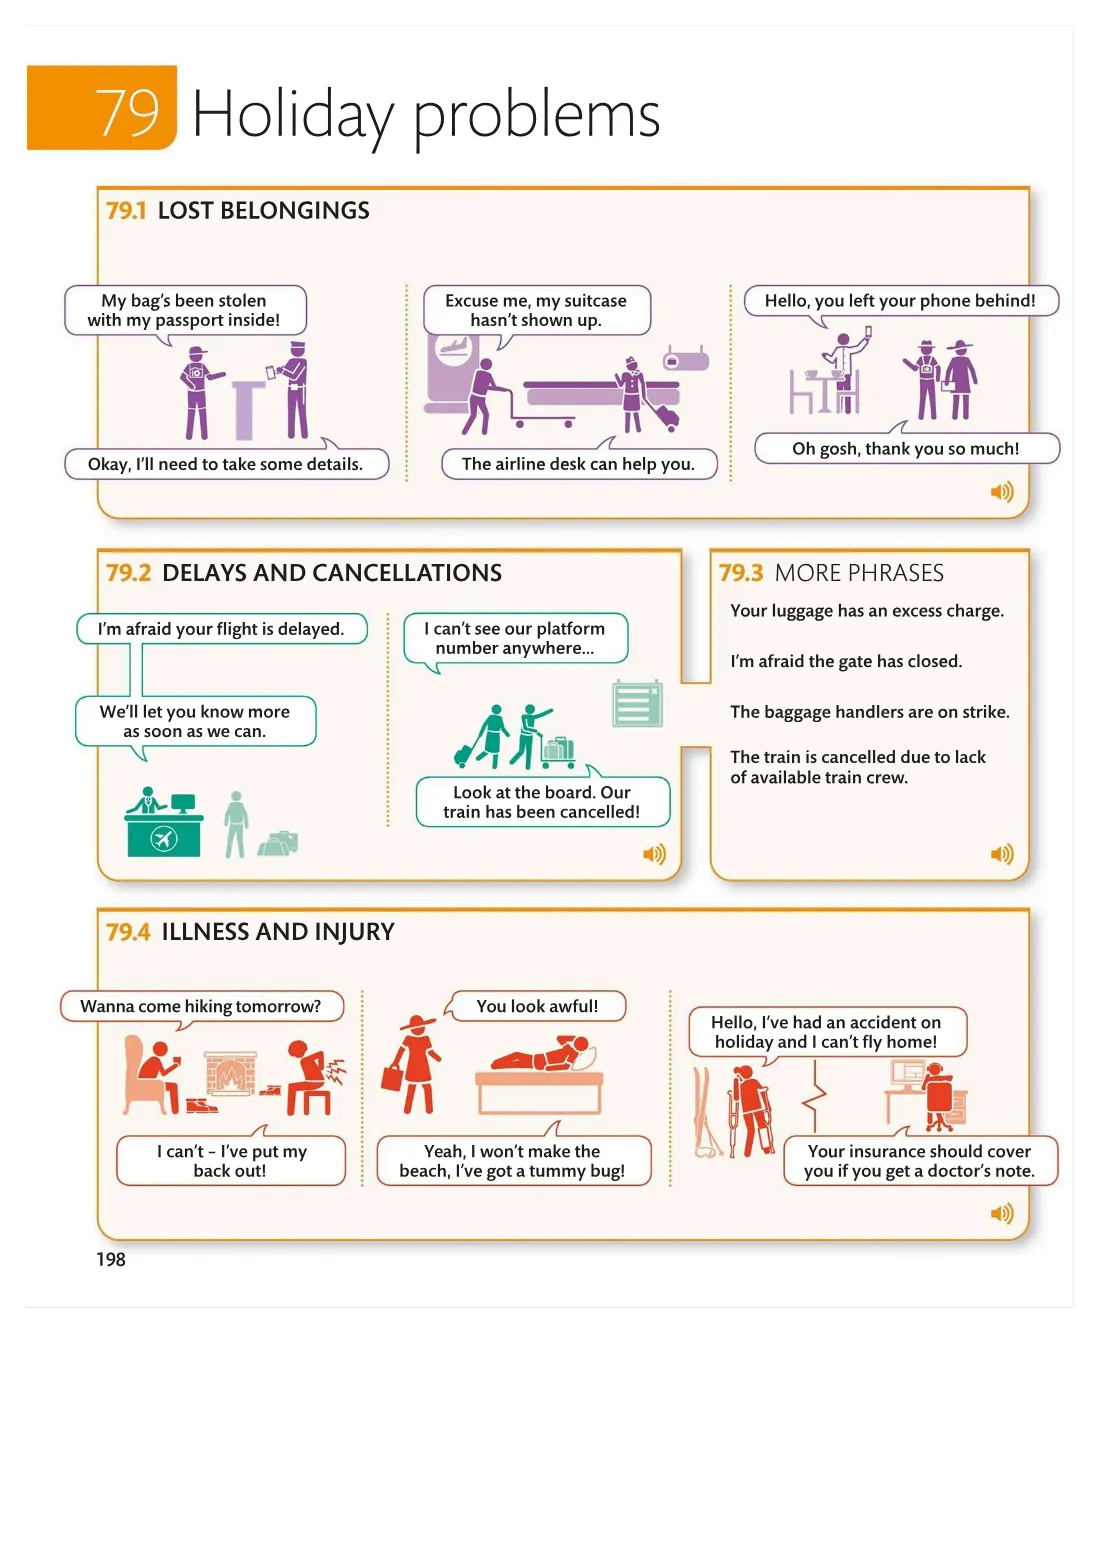 79 Holiday problems
79.1 LOST BELONGINGS
My bag's been stolen
with my passport inside!
Okay, I'll need to take some details.
Excuse me, my suitcase
hasn't shown up.
The airline desk can help you.
Hello, you left your phone behind!
Oh gosh, thank you so much!
79.2 DELAYS AND CANCELLATIONS
I'm afraid your flight is delayed.
We'll let you know more
as soon as we can.
I can't see our platform
number anywhere...
Look at the board. Our
train has been cancelled!
79.3 MORE PHRASES
Your luggage has an excess charge.
I'm afraid the gate has closed.
The baggage handlers are on strike.
The train is cancelled due to lack
of available train crew.
79.4 ILLNESS AND INJURY
Wanna come hiking tomorrow?
I can't – I've put my
back out!
You look awful!
Yeah, I won't make the
beach, I've got a tummy bug!
Hello, I've had an accident on
holiday and I can't fly home!
Your insurance should cover
you if you get a doctor's note.
198